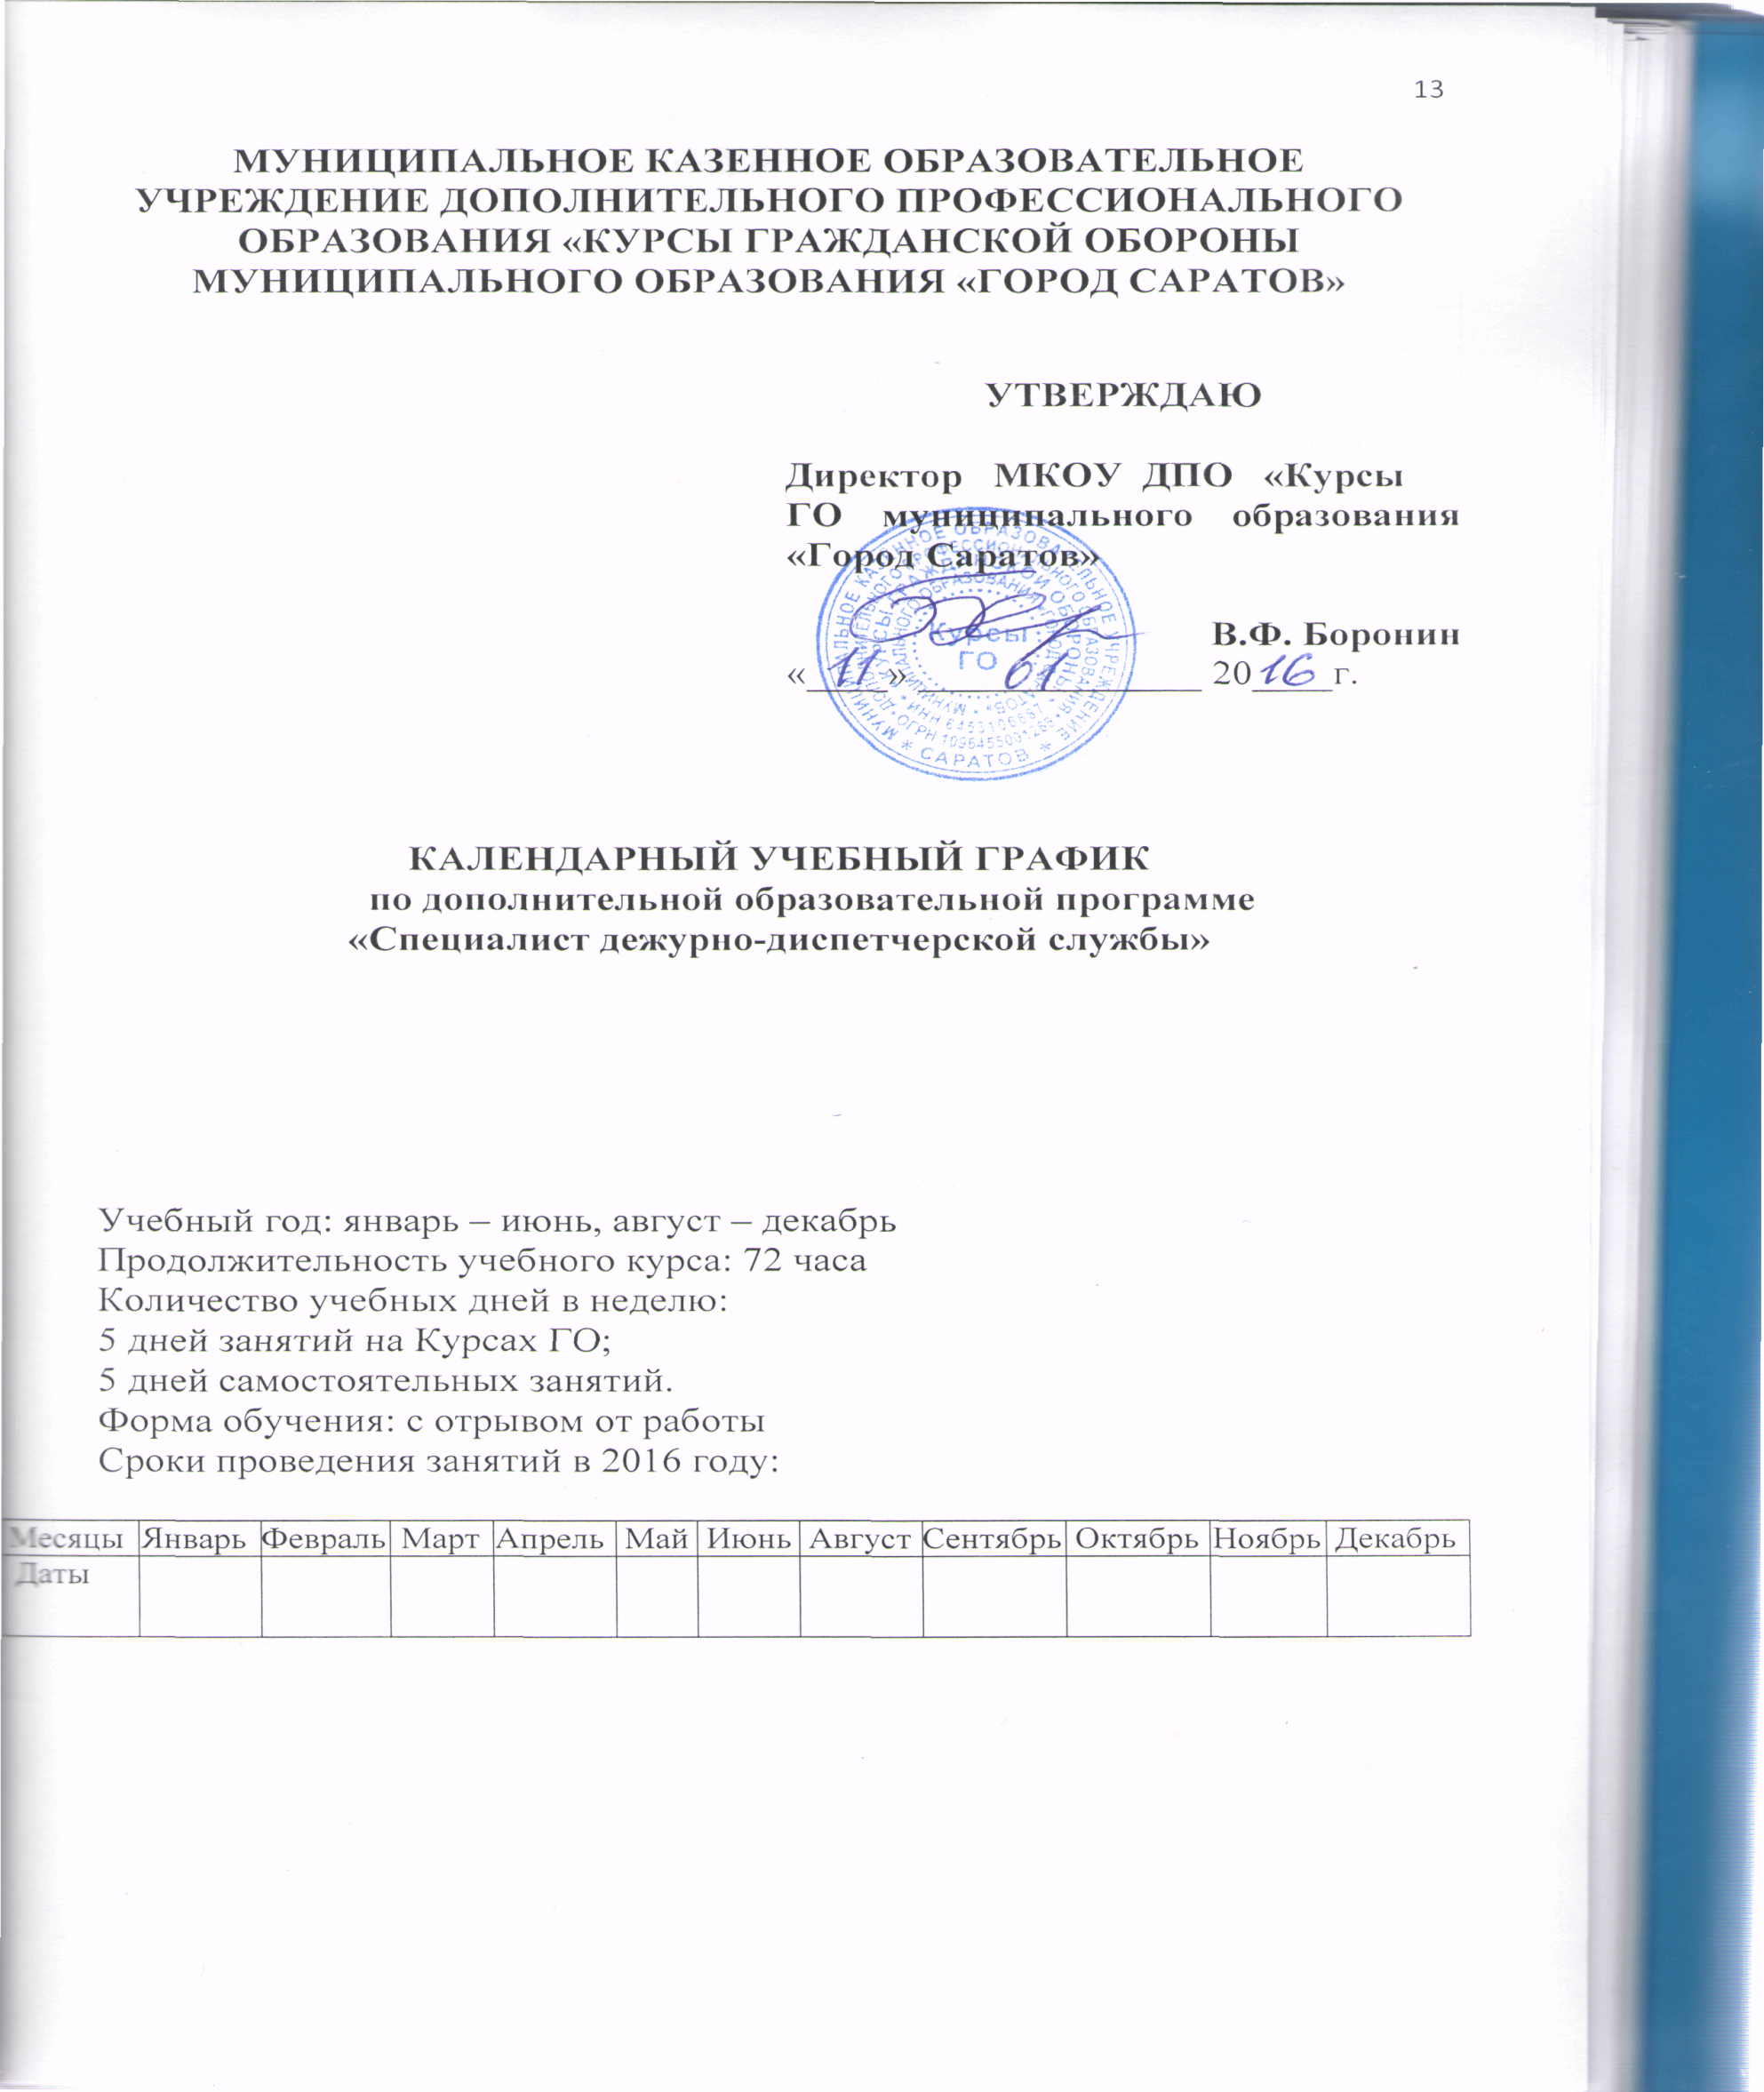 13
МУНИЦИПАЛЬНОЕ КАЗЕННОЕ ОБРАЗОВАТЕЛЬНОЕ
УЧРЕЖДЕНИЕ ДОПОЛНИТЕЛЬНОГО ПРОФЕССИОНАЛЬНОГО
ОБРАЗОВАНИЯ «КУРСЫ ГРАЖДАНСКОЙ ОБОРОНЫ
МУНИЦИПАЛЬНОГО ОБРАЗОВАНИЯ «ГОРОД САРАТОВ»
УТВЕРЖДАЮ
Директор МКОУ ДПО «Курсы
ГО муниципального образования
«Город Саратов»
В.Ф. Боронин
«11» 01 2016 г.
Курсы
ГО
САРАТОВ
КАЛЕНДАРНЫЙ УЧЕБНЫЙ ГРАФИК
по дополнительной образовательной программе
«Специалист дежурно-диспетчерской службы»
Учебный год: январь – июнь, август – декабрь
Продолжительность учебного курса: 72 часа
Количество учебных дней в неделю:
5 дней занятий на Курсах ГО;
5 дней самостоятельных занятий.
Форма обучения: с отрывом от работы
Сроки проведения занятий в 2016 году:
Месяцы Январь Февраль Март Апрель Май Июнь Август Сентябрь Октябрь Ноябрь Декабрь
Даты